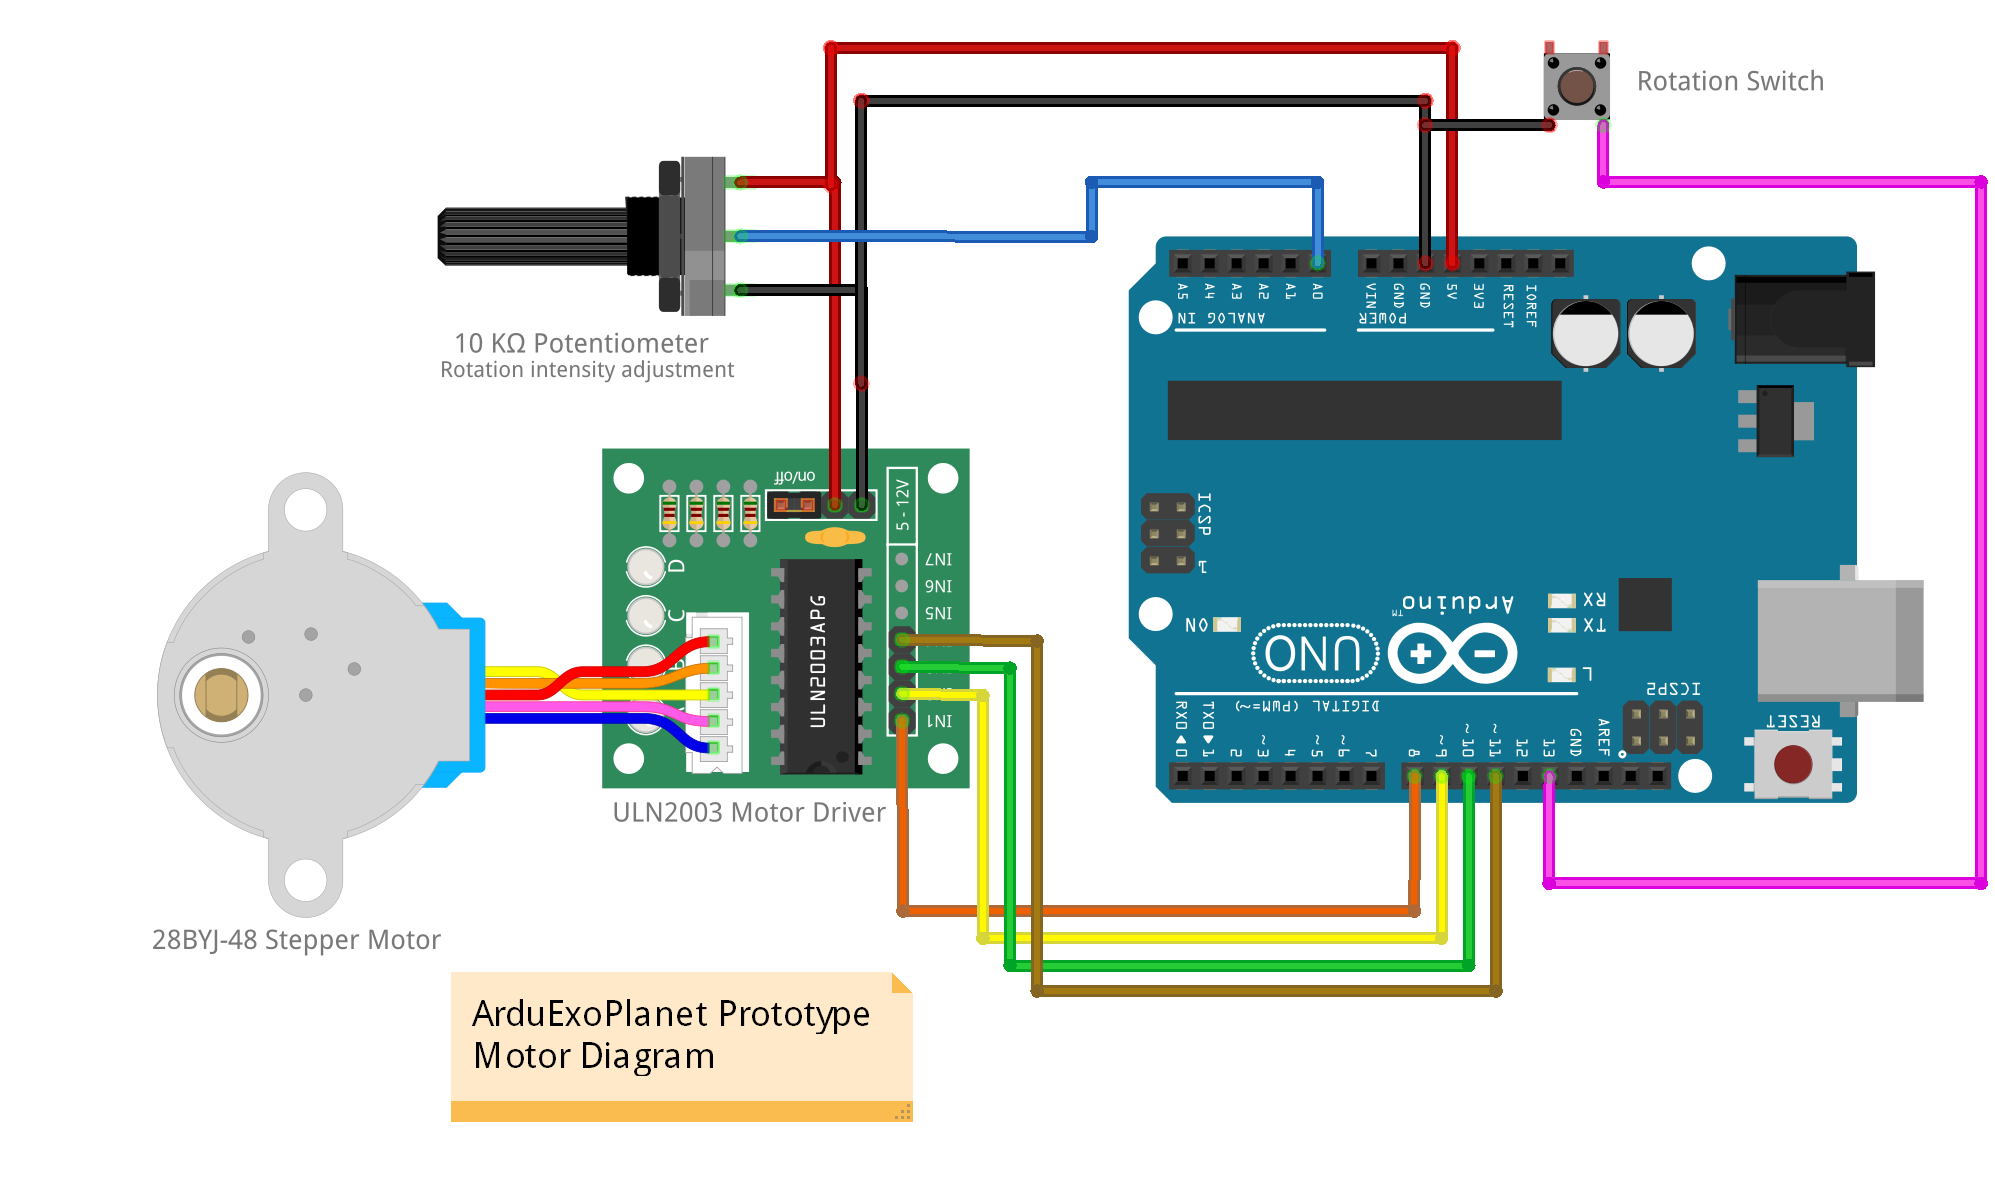 Rotation Switch
10 KΩ Potentiometer
Rotation intensity adjustment
A5
A4
A3
A2
A1
A0
VIN
GND
GND
5V
3V3
RESET
IOREF
ANALOG IN
POWER
on/off
5 - 12V
IN7
IN6
IN5
IN1
D
C
B
A
ULN2003APG
ULN2003 Motor Driver
28BYJ-48 Stepper Motor
ICSP
1
ON
Arduino™
UNO
RX
TX
L
ICSP2
RESET
DIGITAL (PWM=~)
RX0 ◀ 0
TX0 ▶ 1
2
~3
4
~5
~6
7
8
~9
~10
~11
12
13
GND
AREF
ArduExoPlanet Prototype
Motor Diagram